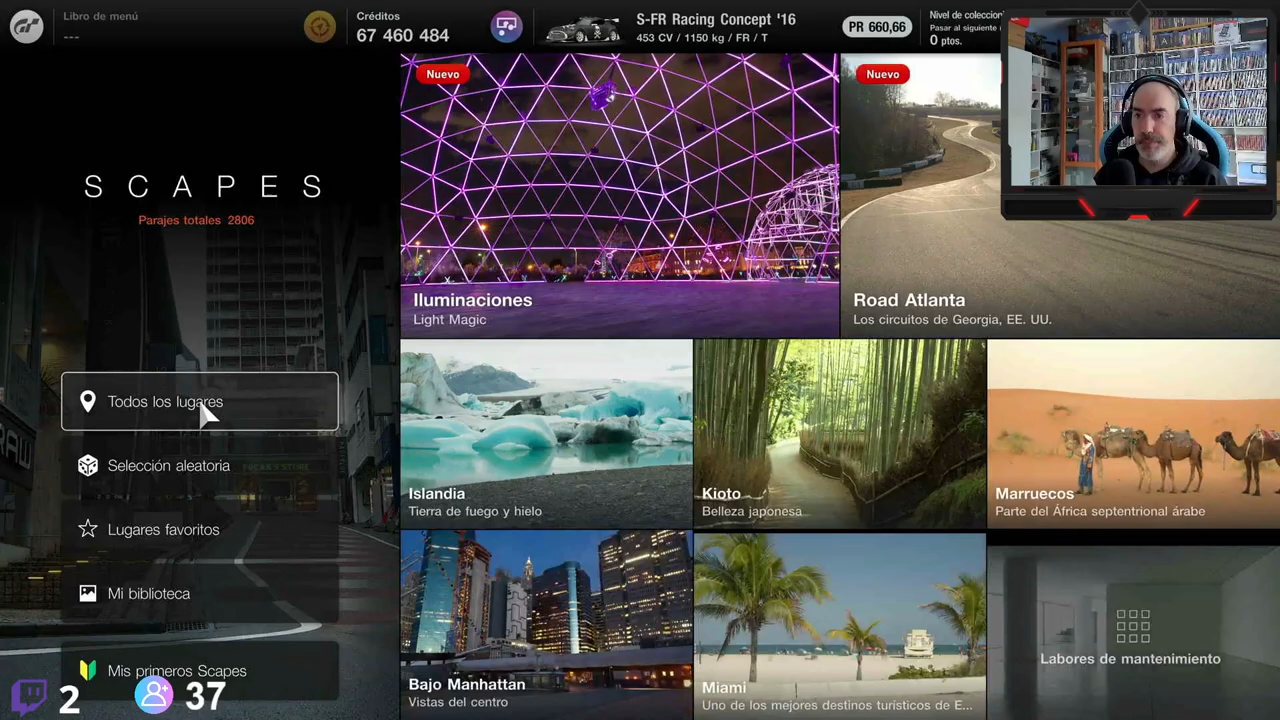 Libro de menú
---
Créditos
67 460 484
S-FR Racing Concept '16
453 CV / 1150 kg / FR / T
PR 660,66
Nivel de coleccion
Pasar al siguiente
0 ptos.
SCAPES
Parajes totales 2806
Todos los lugares
Selección aleatoria
Lugares favoritos
Mi biblioteca
Mis primeros Scapes
2
37
Nuevo
Iluminaciones
Light Magic
Nuevo
Road Atlanta
Los circuitos de Georgia, EE. UU.
Islandia
Tierra de fuego y hielo
Kioto
Belleza japonesa
Marruecos
Parte del África septentrional árabe
Bajo Manhattan
Vistas del centro
Miami
Uno de los mejores destinos turísticos de E...
Labores de mantenimiento